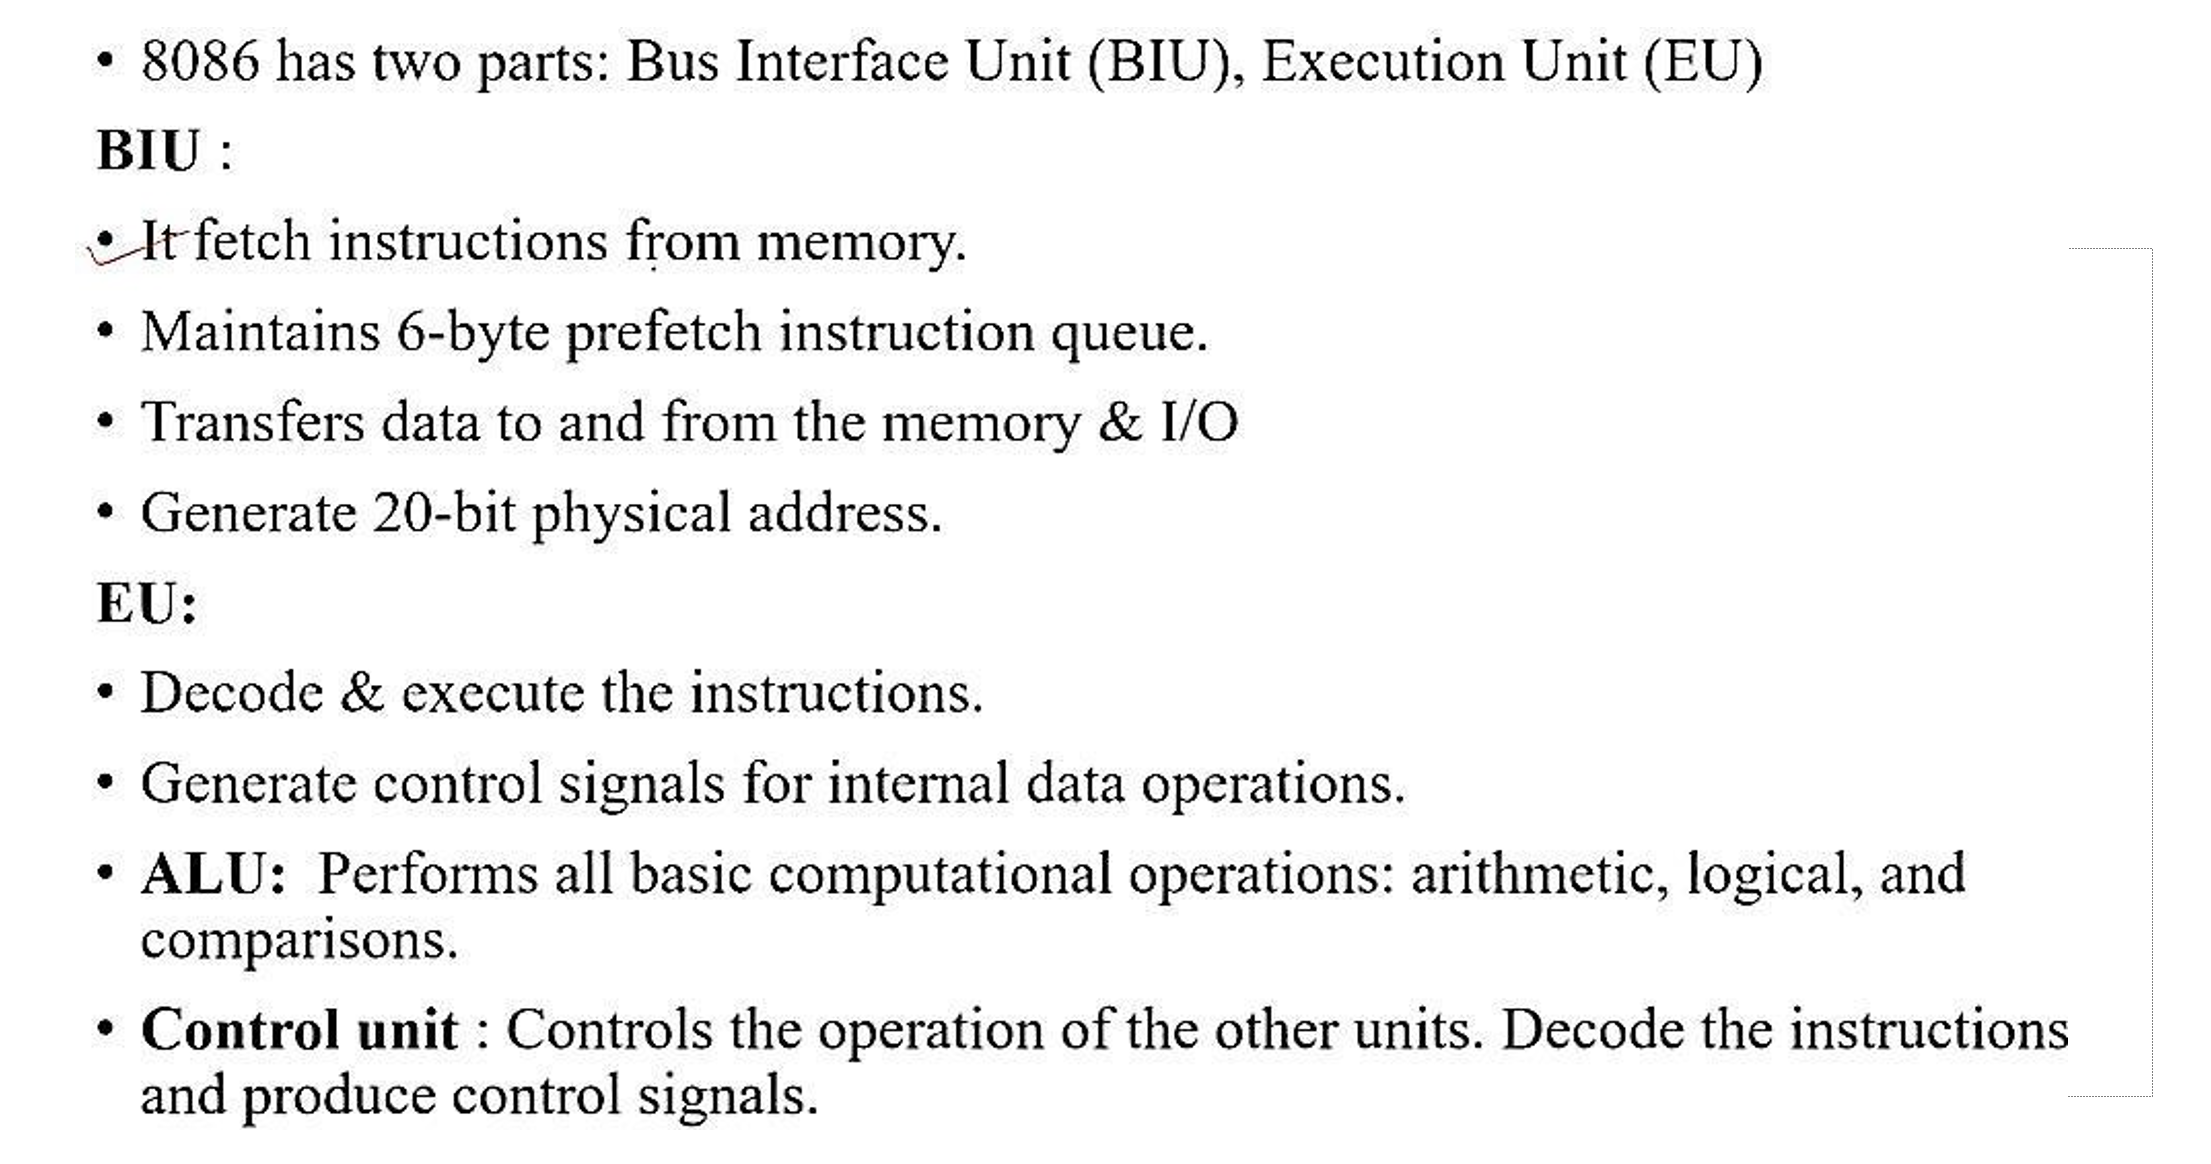 • 8086 has two parts: Bus Interface Unit (BIU), Execution Unit (EU)
BIU :
• It fetch instructions from memory.
• Maintains 6-byte prefetch instruction queue.
• Transfers data to and from the memory & I/O
• Generate 20-bit physical address.
EU:
• Decode & execute the instructions.
• Generate control signals for internal data operations.
• ALU: Performs all basic computational operations: arithmetic, logical, and
comparisons.
• Control unit : Controls the operation of the other units. Decode the instructions
and produce control signals.